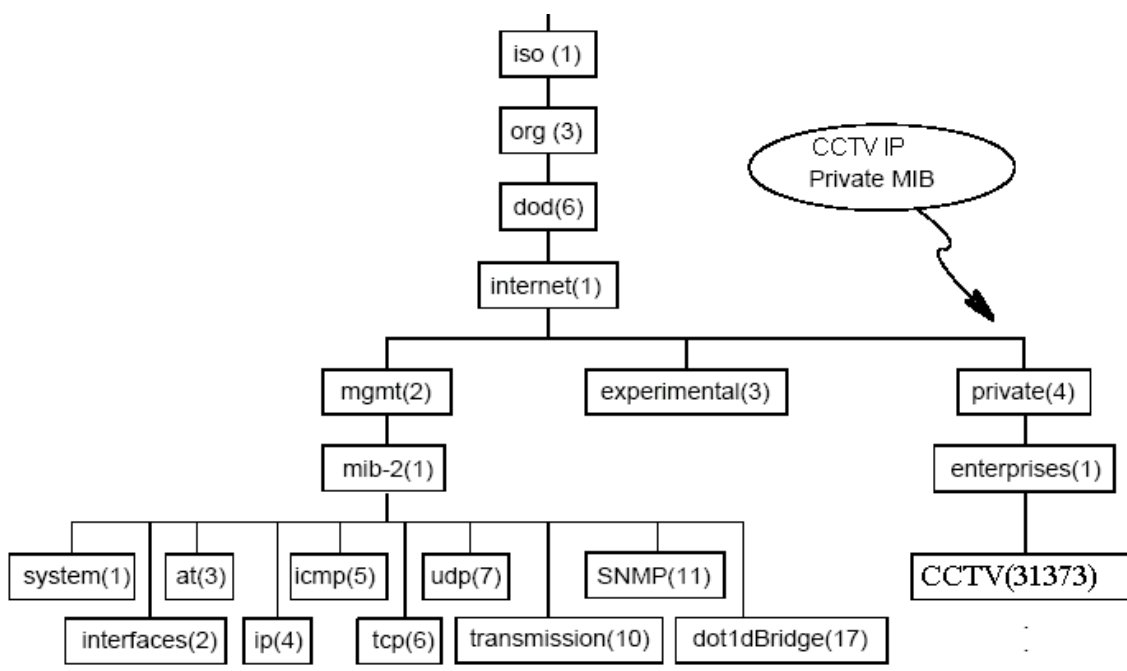 iso (1)
org (3)
CCTV IP
Private MIB
dod(6)
internet(1)
mgmt(2)
experimental(3)
private(4)
mib-2(1)
enterprises(1)
system(1)
at(3)
icmp(5)
udp(7)
SNMP(11)
CCTV(31373)
interfaces(2)
ip(4)
tcp(6)
transmission(10)
dot1dBridge(17)